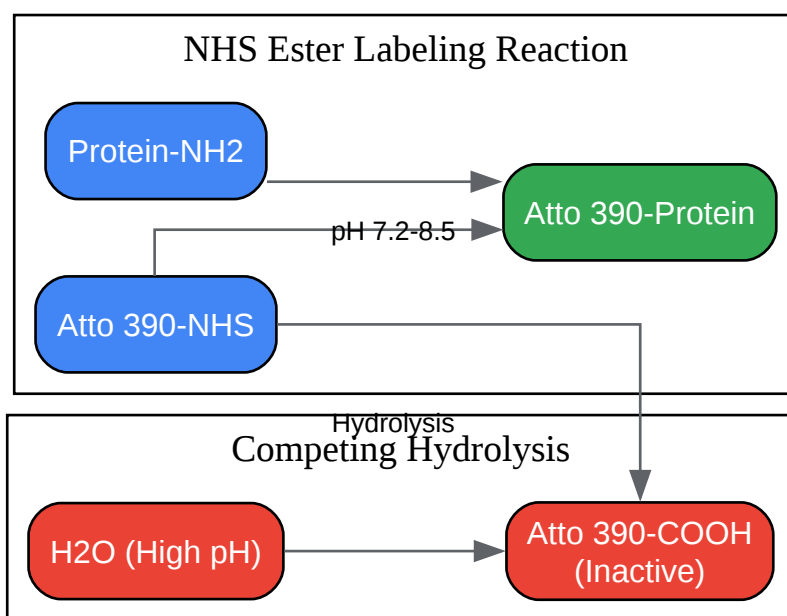 NHS Ester Labeling Reaction
Protein-NH2
Atto 390-Protein
pH 7.2-8.5
Atto 390-NHS
Hydrolysis
Competing Hydrolysis
H2O (High pH)
Atto 390-COOH
(Inactive)